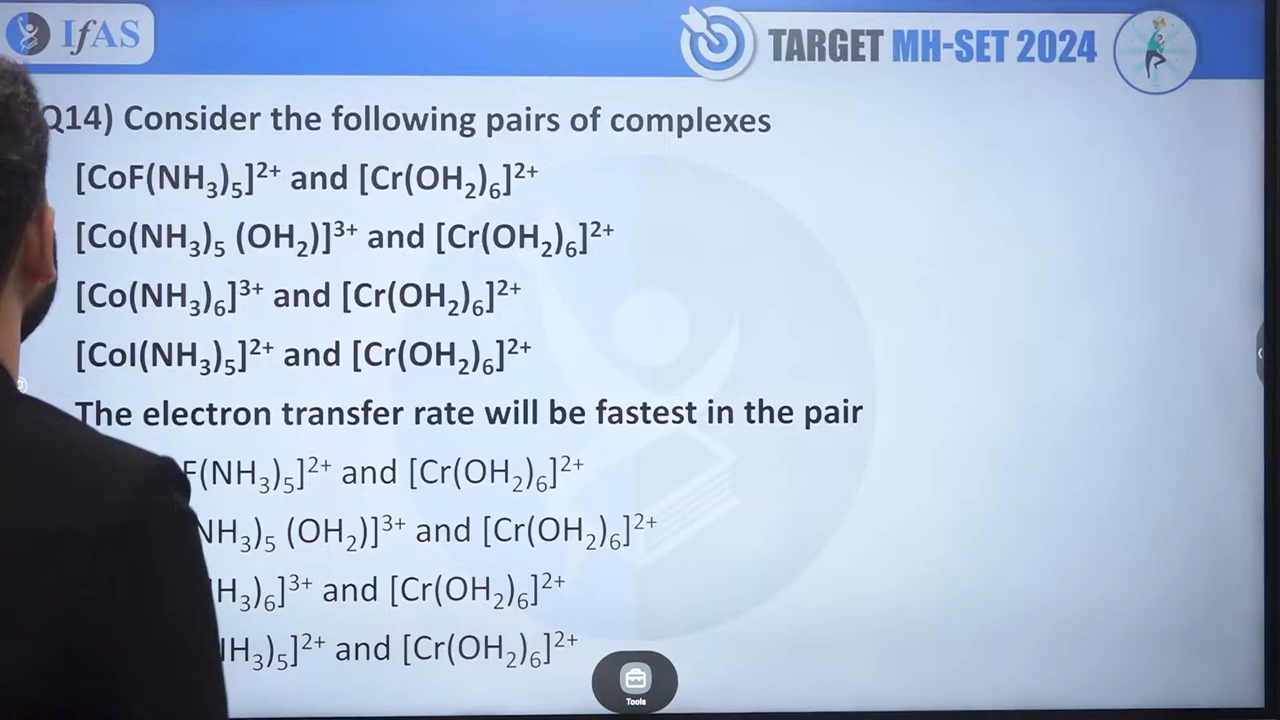 IfAS
TARGET MH-SET 2024
Q14) Consider the following pairs of complexes
[CoF(NH₃)₅]²⁺ and [Cr(OH₂)₆]²⁺
[Co(NH₃)₅ (OH₂)]³⁺ and [Cr(OH₂)₆]²⁺
[Co(NH₃)₆]³⁺ and [Cr(OH₂)₆]²⁺
[CoI(NH₃)₅]²⁺ and [Cr(OH₂)₆]²⁺
The electron transfer rate will be fastest in the pair
F(NH₃)₅]²⁺ and [Cr(OH₂)₆]²⁺
NH₃)₅ (OH₂)]³⁺ and [Cr(OH₂)₆]²⁺
H₃)₆]³⁺ and [Cr(OH₂)₆]²⁺
H₃)₅]²⁺ and [Cr(OH₂)₆]²⁺
Tools